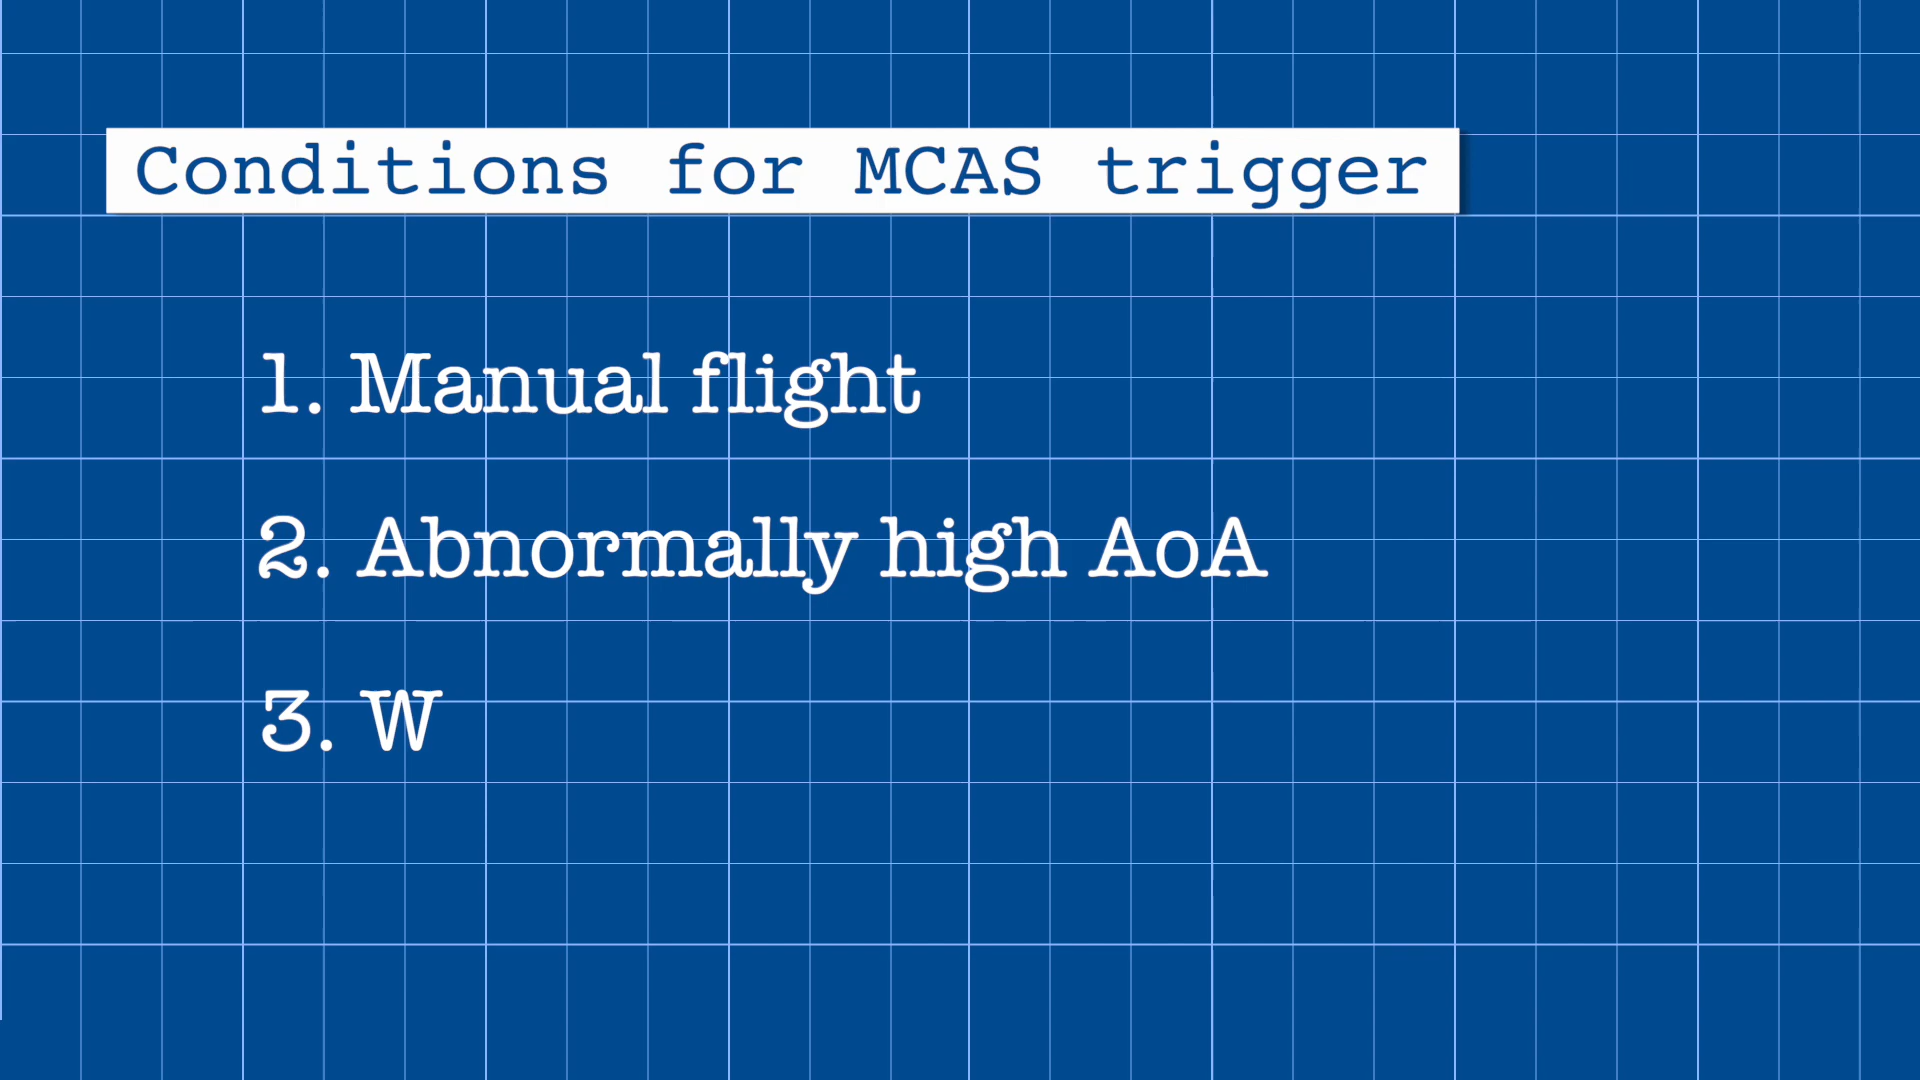 Conditions for MCAS trigger
1. Manual flight
2. Abnormally high AoA
3. W